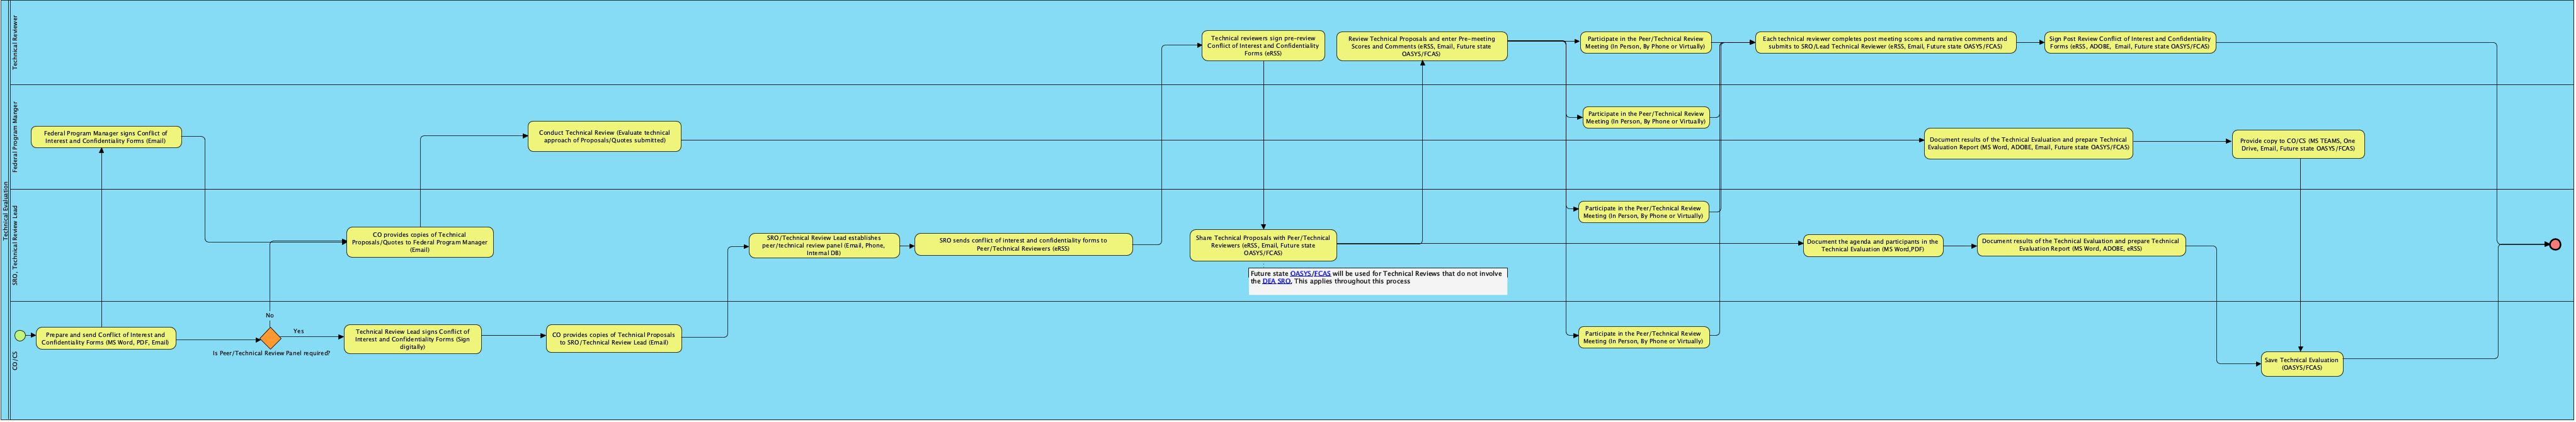 Technical Evaluation
Technical Reviewer
Technical reviewers sign pre-review
Conflict of Interest and Confidentiality
Forms (eRSS)
Review Technical Proposals and enter Pre-meeting
Scores and Comments (eRSS, Email, Future state
OASYS/FCAS)
Participate in the Peer/Technical Review
Meeting (In Person, By Phone or Virtually)
Each technical reviewer completes post meeting scores and narrative comments and
submits to SRO/Lead Technical Reviewer (eRSS, Email, Future state OASYS/FCAS)
Sign Post Review Conflict of Interest and Confidentiality
Forms (eRSS, ADOBE, Email, Future state OASYS/FCAS)
Federal Program Manger
Federal Program Manager signs Conflict of
Interest and Confidentiality Forms (Email)
Conduct Technical Review (Evaluate technical
approach of Proposals/Quotes submitted)
Participate in the Peer/Technical Review
Meeting (In Person, By Phone or Virtually)
Document results of the Technical Evaluation and prepare Technical
Evaluation Report (MS Word, ADOBE, Email, Future state OASYS/FCAS)
Provide copy to CO/CS (MS TEAMS, One
Drive, Email, Future state OASYS/FCAS)
SRO, Technical Review Lead
CO provides copies of Technical
Proposals/Quotes to Federal Program Manager
(Email)
SRO/Technical Review Lead establishes
peer/technical review panel (Email, Phone,
Internal DB)
SRO sends conflict of interest and confidentiality forms to
Peer/Technical Reviewers (eRSS)
Share Technical Proposals with Peer/Technical
Reviewers (eRSS, Email, Future state
OASYS/FCAS)
Future state OASYS/FCAS will be used for Technical Reviews that do not involve
the DEA SRO. This applies throughout this process
Participate in the Peer/Technical Review
Meeting (In Person, By Phone or Virtually)
Document the agenda and participants in the
Technical Evaluation (MS Word,PDF)
Document results of the Technical Evaluation and prepare Technical
Evaluation Report (MS Word, ADOBE, eRSS)
CO/CS
Prepare and send Conflict of Interest and
Confidentiality Forms (MS Word, PDF, Email)
No
Yes
Is Peer/Technical Review Panel required?
Technical Review Lead signs Conflict of
Interest and Confidentiality Forms (Sign
digitally)
CO provides copies of Technical Proposals
to SRO/Technical Review Lead (Email)
Participate in the Peer/Technical Review
Meeting (In Person, By Phone or Virtually)
Save Technical Evaluation
(OASYS/FCAS)